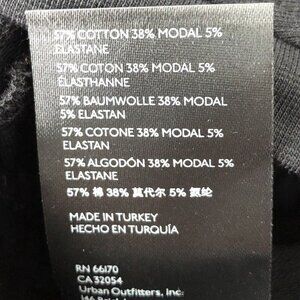 57% COTTON 38% MODAL 5%
ELASTANE
57% COTON 38% MODAL 5%
ELASTHANNE
57% BAUMWOLLE 38% MODAL 5%
ELASTAN
57% COTONE 38% MODAL 5%
ELASTAN
57% ALGODÓN 38% MODAL 5%
ELASTANE
57% 棉 38% 莫代尔 5% 氨纶
MADE IN TURKEY
HECHO EN TURQUÍA
RN 66170
CA 32054
Urban Outfitters, Inc.